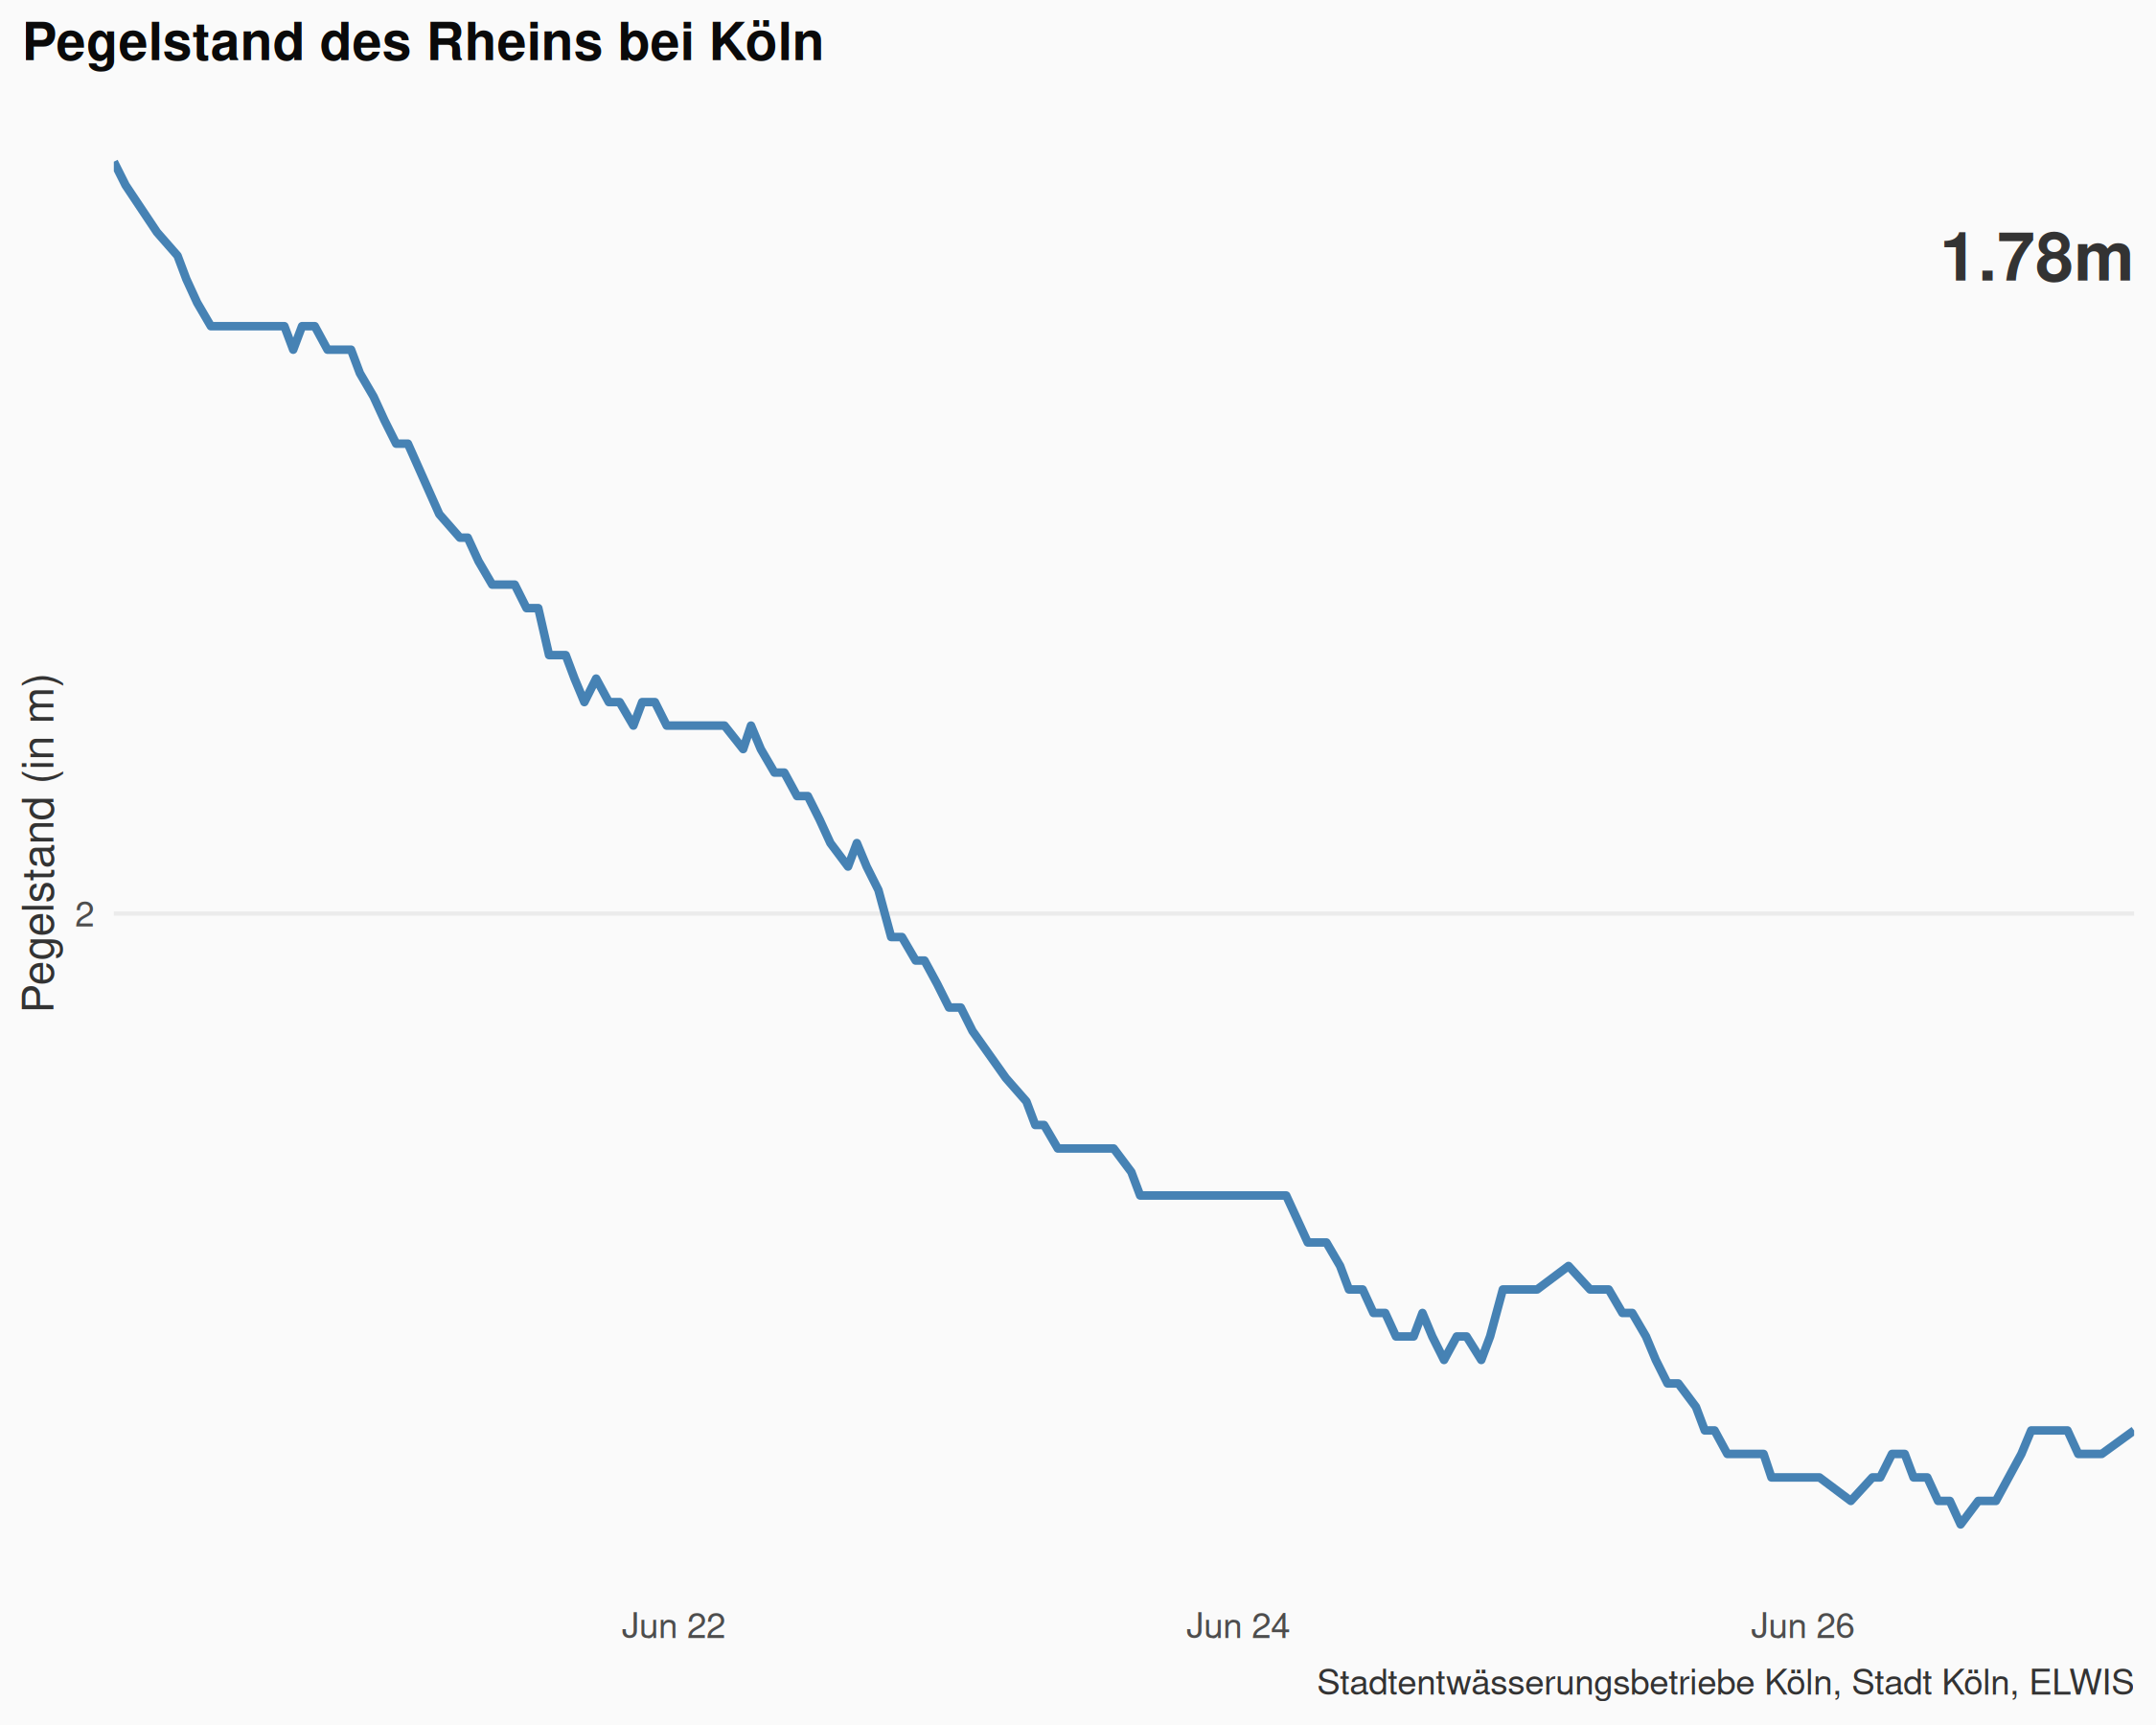 Pegelstand des Rheins bei Köln
1.78m
Pegelstand (in m)
2
Jun 22
Jun 24
Jun 26
Stadtentwässerungsbetriebe Köln, Stadt Köln, ELWIS